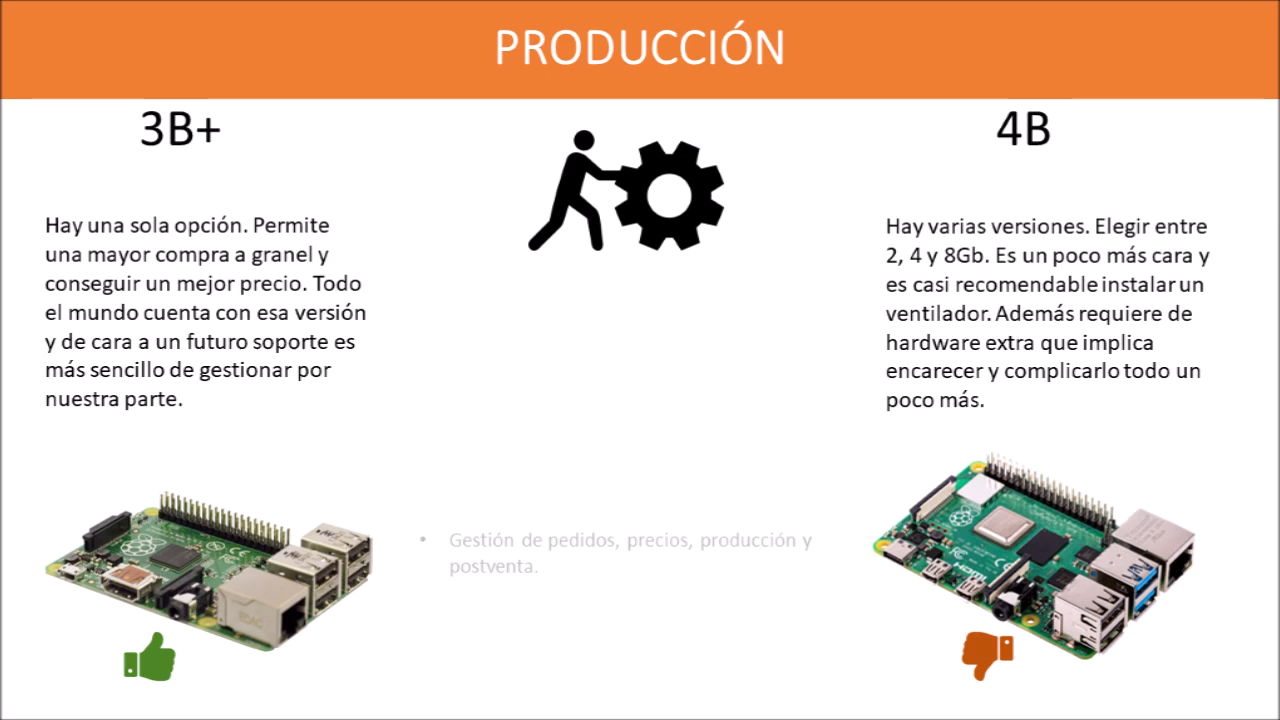 PRODUCCIÓN
3B+
4B
Hay una sola opción. Permite
una mayor compra a granel y
conseguir un mejor precio. Todo
el mundo cuenta con esa versión
y de cara a un futuro soporte es
más sencillo de gestionar por
nuestra parte.
Hay varias versiones. Elegir entre
2, 4 y 8Gb. Es un poco más cara y
es casi recomendable instalar un
ventilador. Además requiere de
hardware extra que implica
encarecer y complicarlo todo un
poco más.
• Gestión de pedidos, precios, producción y
postventa.
HDMI